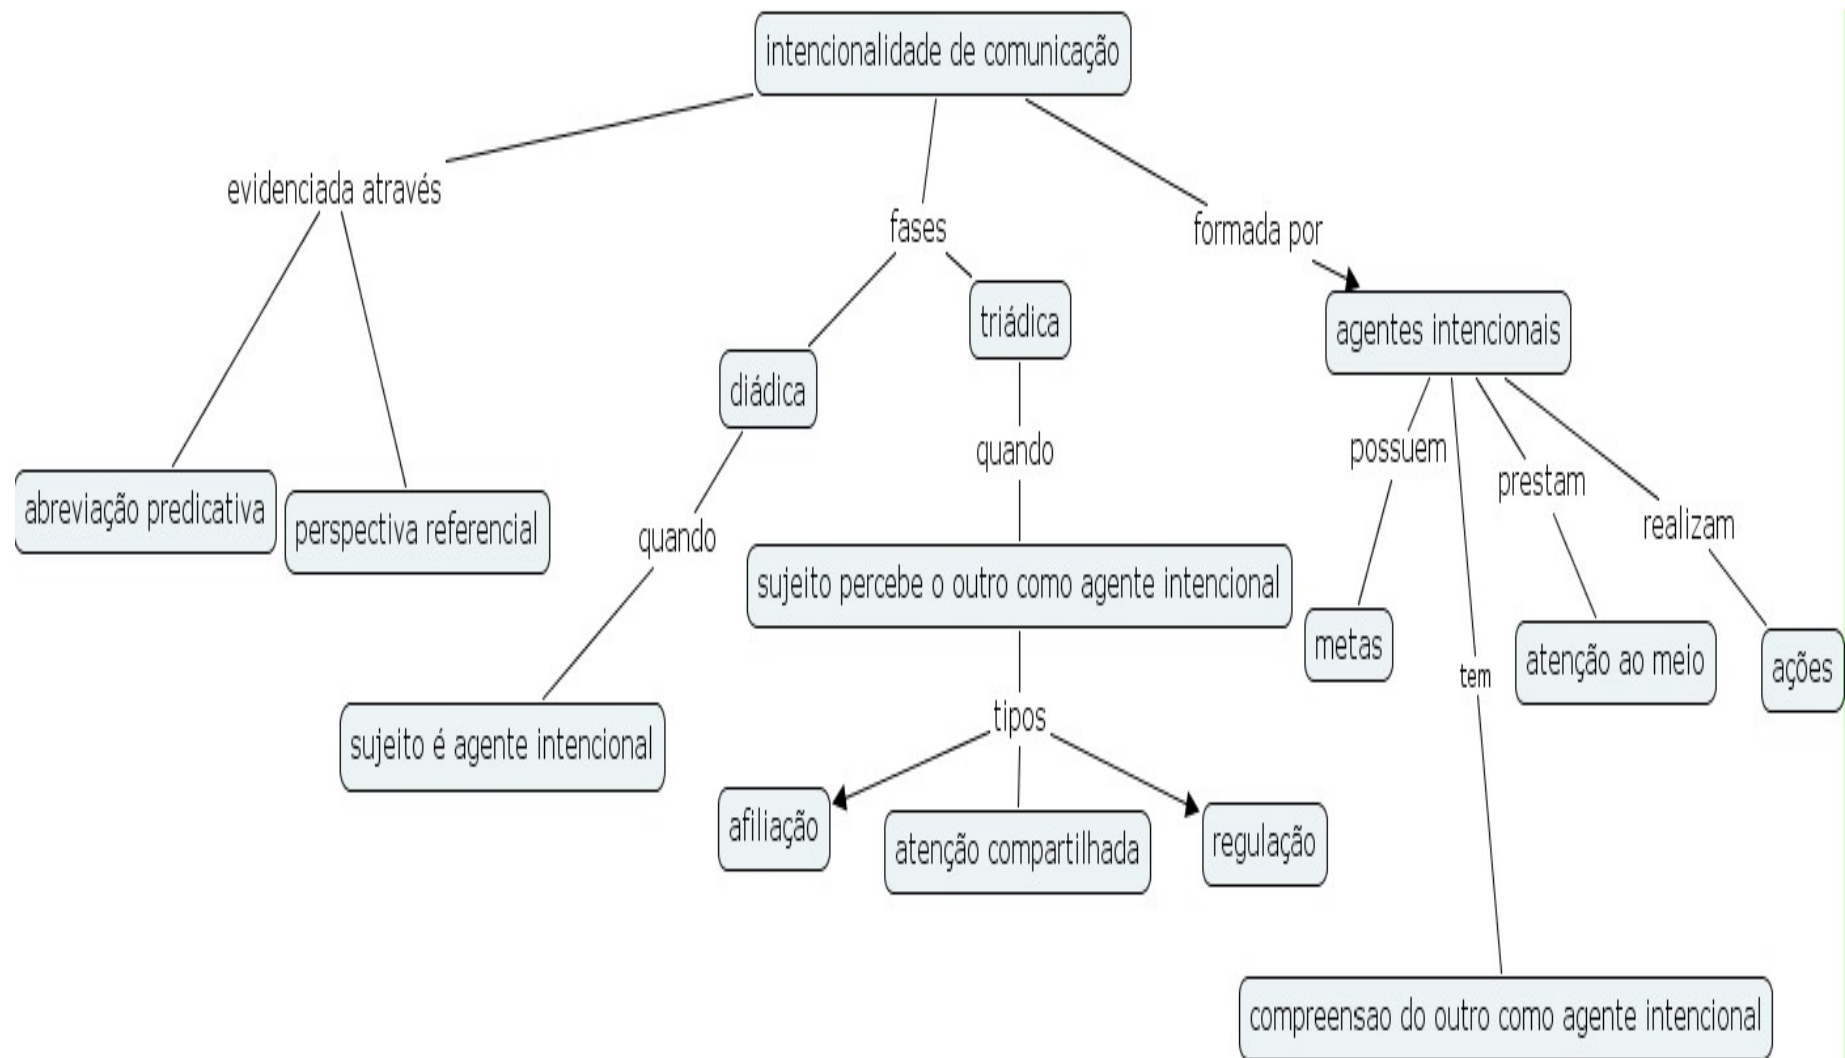 intencionalidade de comunicação
evidenciada através
fases
formada por
triádica
agentes intencionais
diádica
quando
possuem
prestam
abreviação predicativa
perspectiva referencial
quando
realizam
sujeito percebe o outro como agente intencional
metas
atenção ao meio
ações
tem
sujeito é agente intencional
tipos
afiliação
atenção compartilhada
regulação
compreensao do outro como agente intencional